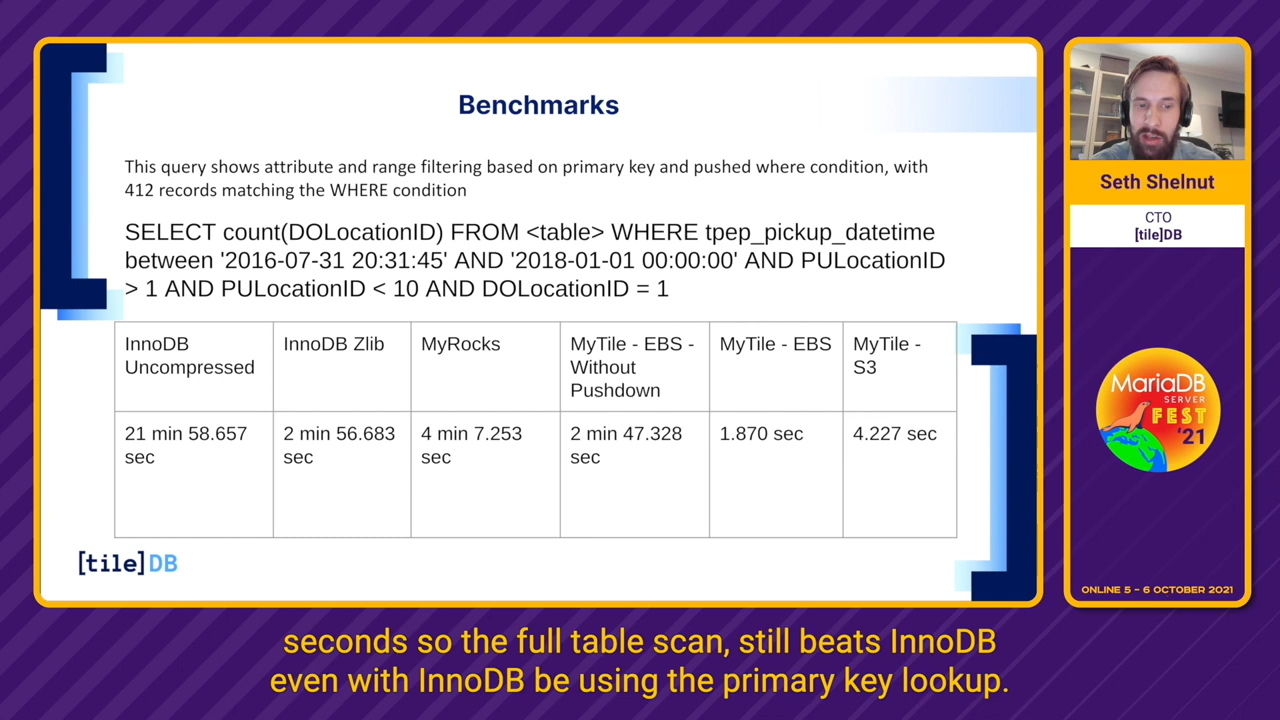 Benchmarks
This query shows attribute and range filtering based on primary key and pushed where condition, with
412 records matching the WHERE condition
SELECT count(DOLocationID) FROM <table> WHERE tpep_pickup_datetime
between '2016-07-31 20:31:45' AND '2018-01-01 00:00:00' AND PULocationID
> 1 AND PULocationID < 10 AND DOLocationID = 1
InnoDB
Uncompressed
InnoDB Zlib
MyRocks
MyTile - EBS -
Without
Pushdown
MyTile - EBS
MyTile -
S3
21 min 58.657
sec
2 min 56.683
sec
4 min 7.253
sec
2 min 47.328
sec
1.870 sec
4.227 sec
[tile]DB
Seth Shelnut
CTO
[tile]DB
MariaDB
SERVER
FEST
'21
ONLINE 5 – 6 OCTOBER 2021
seconds so the full table scan, still beats InnoDB
even with InnoDB be using the primary key lookup.